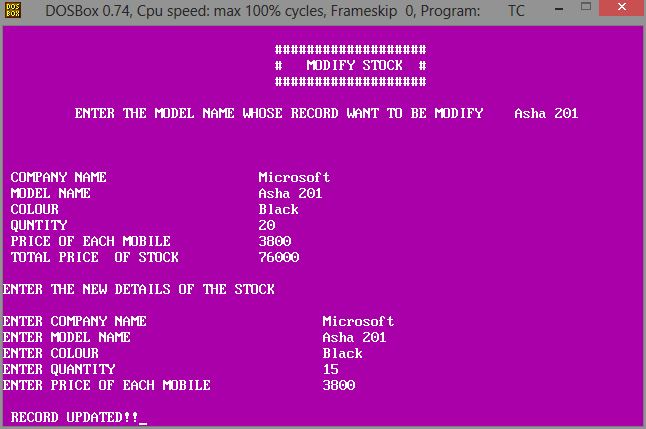 DOS BOX DOSBox 0.74, Cpu speed: max 100% cycles, Frameskip 0, Program: TC
###################
# MODIFY STOCK #
###################
ENTER THE MODEL NAME WHOSE RECORD WANT TO BE MODIFY Asha 201
COMPANY NAME Microsoft
MODEL NAME Asha 201
COLOUR Black
QUNTITY 20
PRICE OF EACH MOBILE 3800
TOTAL PRICE OF STOCK 76000
ENTER THE NEW DETAILS OF THE STOCK
ENTER COMPANY NAME Microsoft
ENTER MODEL NAME Asha 201
ENTER COLOUR Black
ENTER QUANTITY 15
ENTER PRICE OF EACH MOBILE 3800
RECORD UPDATED!!_